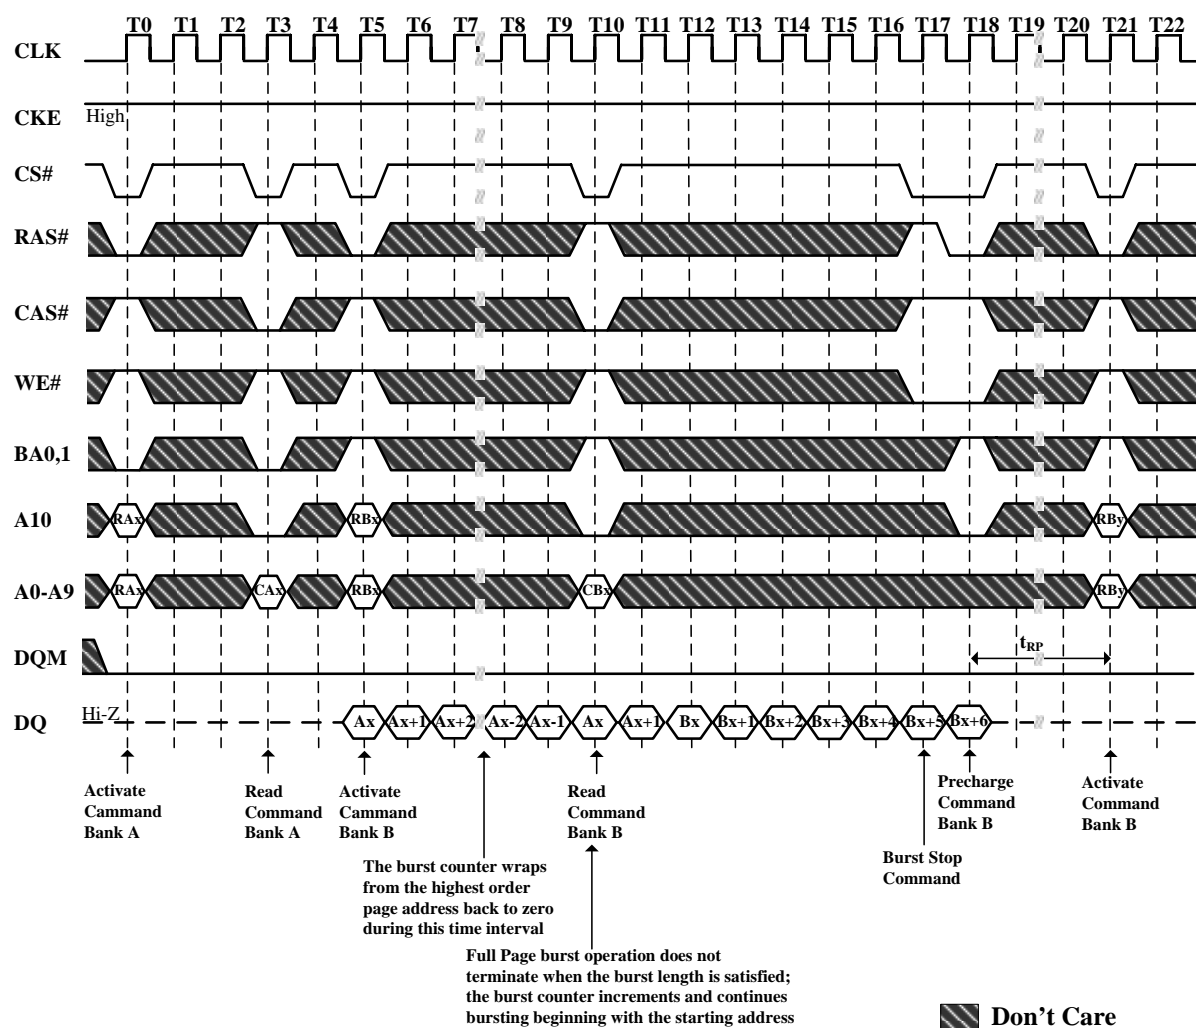 T0 T1 T2 T3 T4 T5 T6 T7 T8 T9 T10 T11 T12 T13 T14 T15 T16 T17 T18 T19 T20 T21 T22
CLK
CKE High
CS#
RAS#
CAS#
WE#
BA0,1
A10 RAx RBx RBy
A0-A9 RAx CAx RBx CBx RBy
DQM tRP
DQ Hi-Z Ax Ax+1 Ax+2 Ax-2 Ax-1 Ax Ax+1 Bx Bx+1 Bx+2 Bx+3 Bx+4 Bx+5 Bx+6
Activate
Cammand
Bank A
Read
Command
Bank A
Activate
Cammand
Bank B
Read
Command
Bank B
Precharge
Command
Bank B
Activate
Command
Bank B
The burst counter wraps
from the highest order
page address back to zero
during this time interval
Burst Stop
Command
Full Page burst operation does not
terminate when the burst length is satisfied;
the burst counter increments and continues
bursting beginning with the starting address
Don't Care